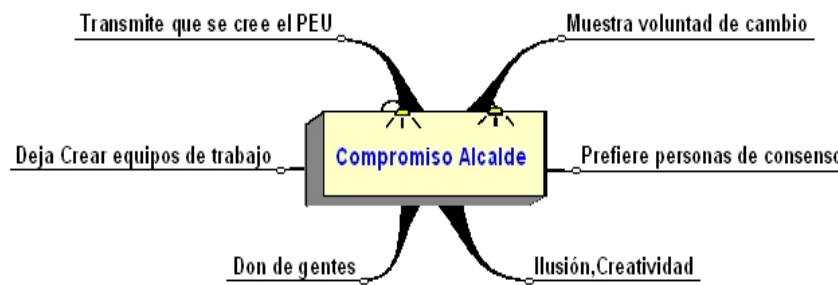 Transmite que se cree el PEU
Muestra voluntad de cambio
Deja Crear equipos de trabajo
Compromiso Alcalde
Prefiere personas de consenso
Don de gentes
Ilusión,Creatividad